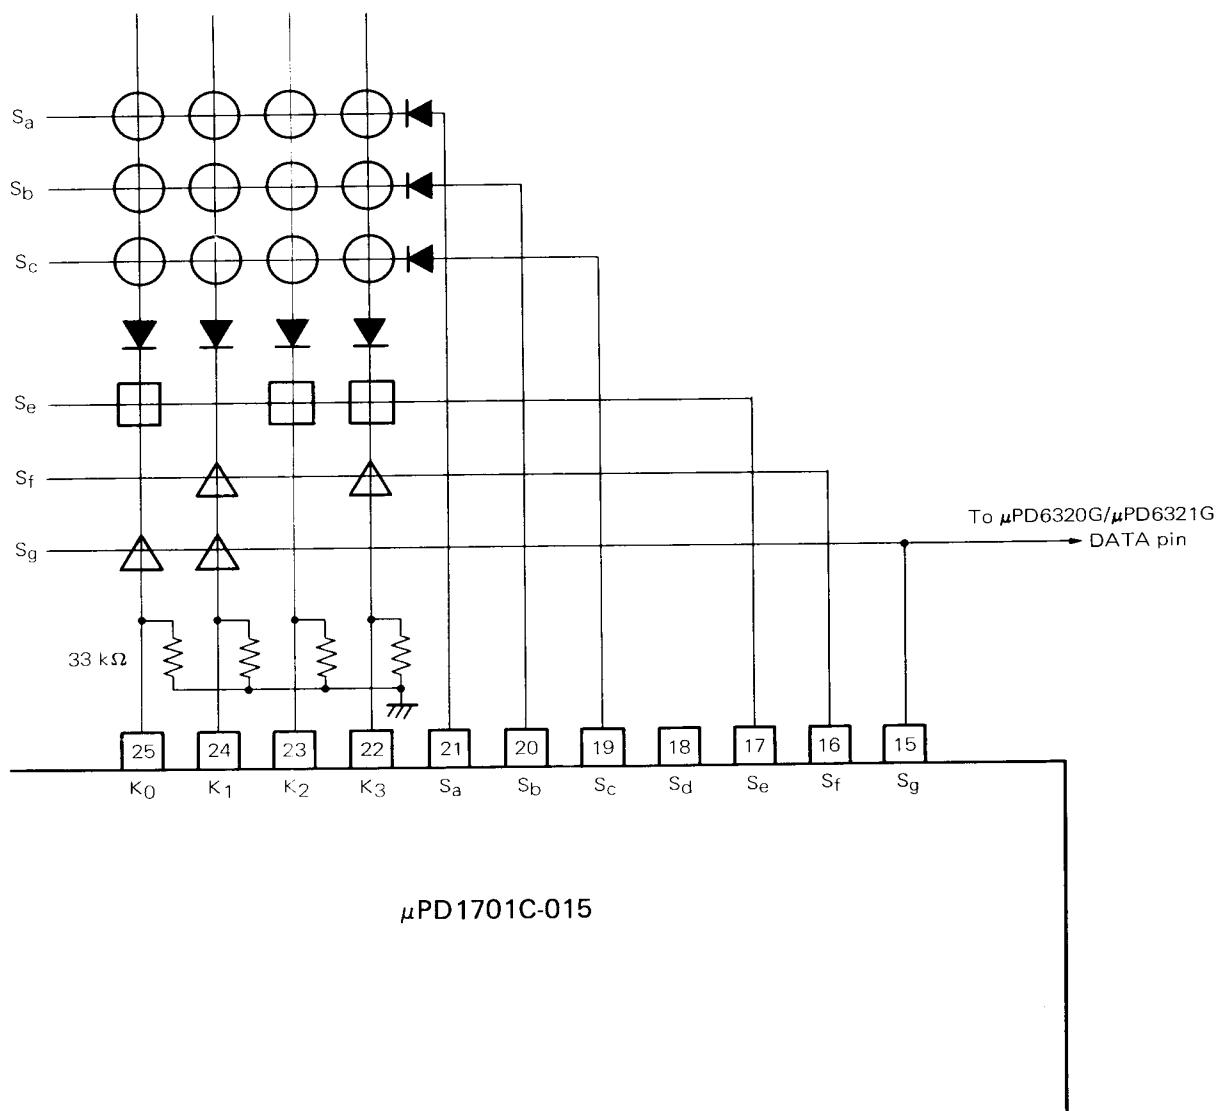 Sa
Sb
Sc
Se
Sf
Sg
To μPD6320G/μPD6321G
DATA pin
33 kΩ
25 24 23 22 21 20 19 18 17 16 15
K0 K1 K2 K3 Sa Sb Sc Sd Se Sf Sg
μPD1701C-015